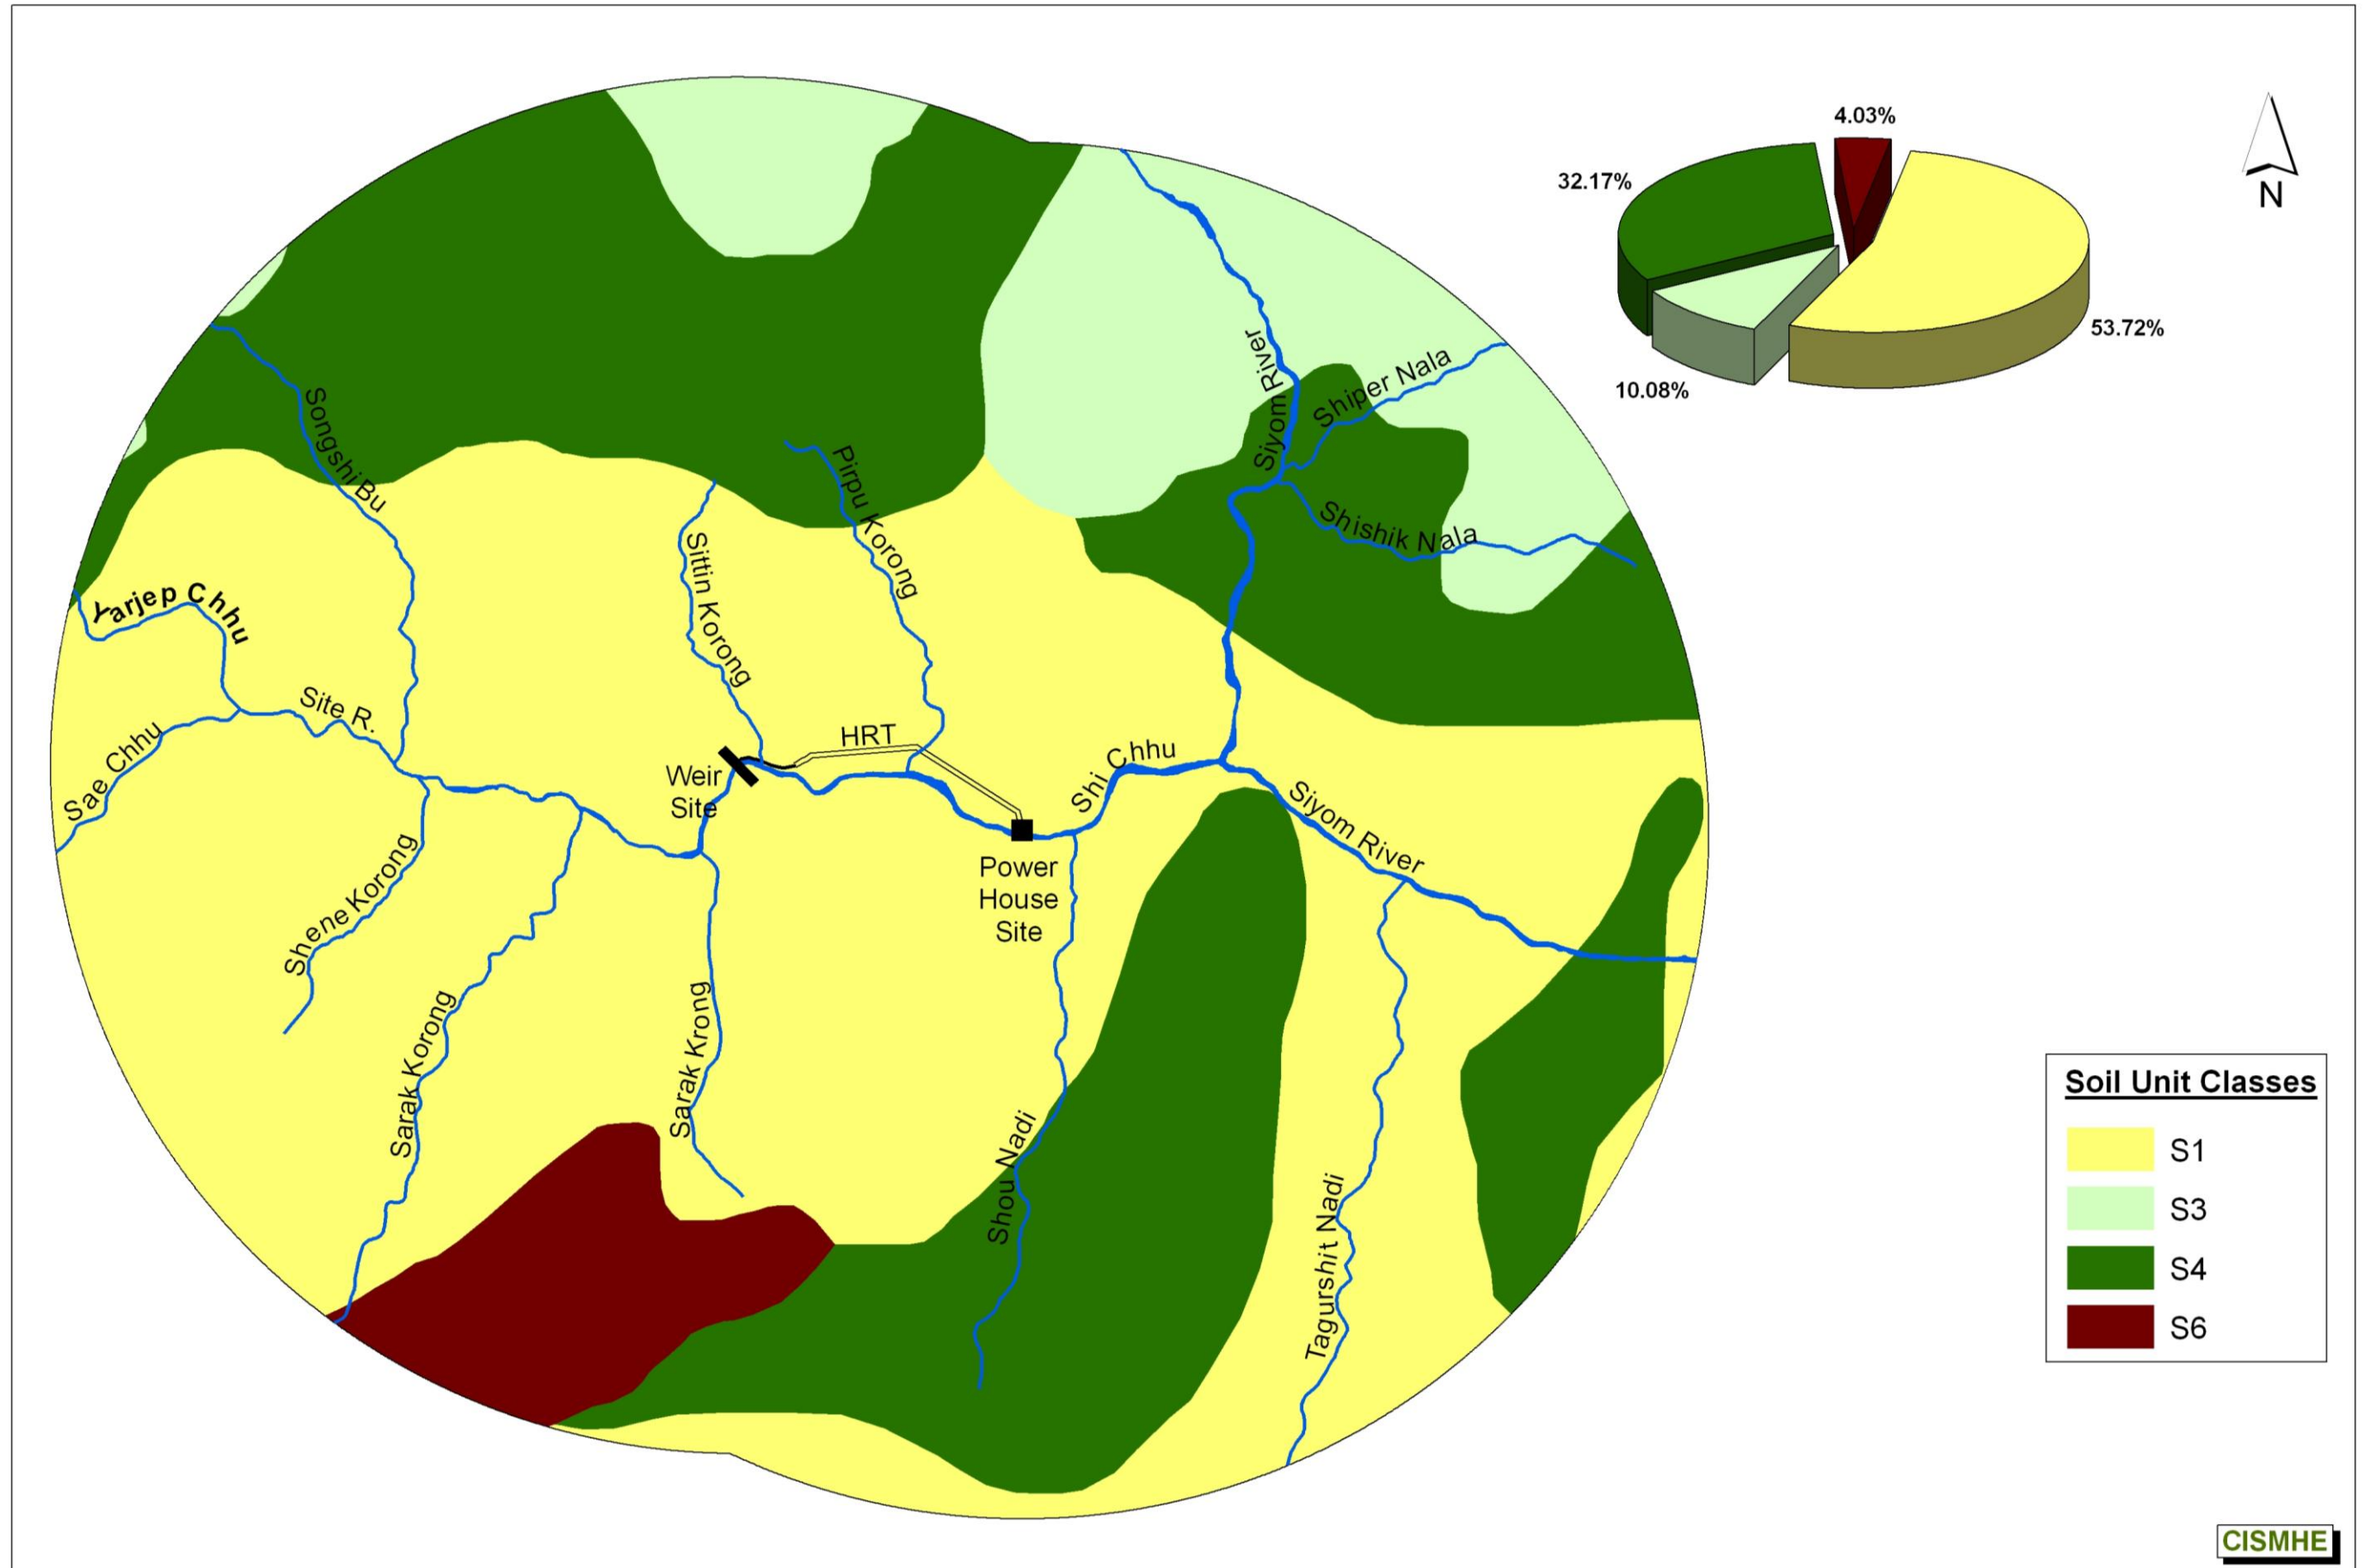 4.03%
32.17%
53.72%
10.08%
N
Songshi Bu
Pirpu Korong
Sittin Korong
Siyom River
Shiper Nala
Shishik Nala
Yarjep Chhu
Site R.
Sae Chhu
HRT
Weir
Site
Shi Chhu
Siyom River
Shene Korong
Power
House
Site
Sarak Korong
Sarak Krong
Shou Nadi
Tagurshit Nadi
Soil Unit Classes
S1
S3
S4
S6
CISMHE